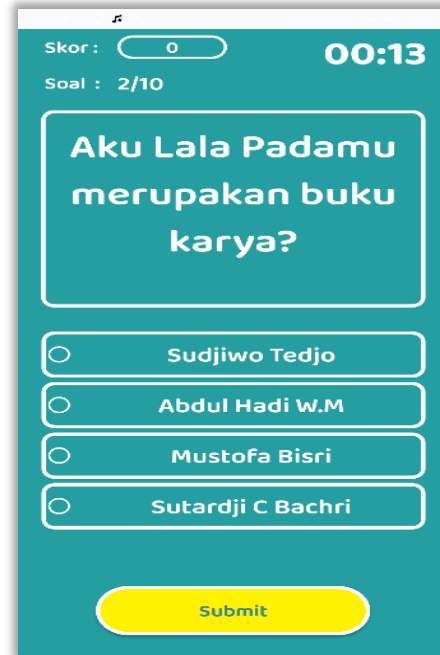 Skor : 0
00:13
Soal : 2/10
Aku Lala Padamu
merupakan buku
karya?
Sudjiwo Tedjo
Abdul Hadi W.M
Mustofa Bisri
Sutardji C Bachri
Submit